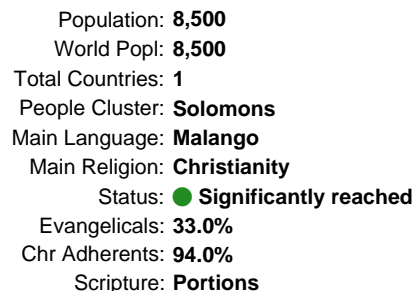 Population: 8,500
World Popl: 8,500
Total Countries: 1
People Cluster: Solomons
Main Language: Malango
Main Religion: Christianity
Status: Significantly reached
Evangelicals: 33.0%
Chr Adherents: 94.0%
Scripture: Portions